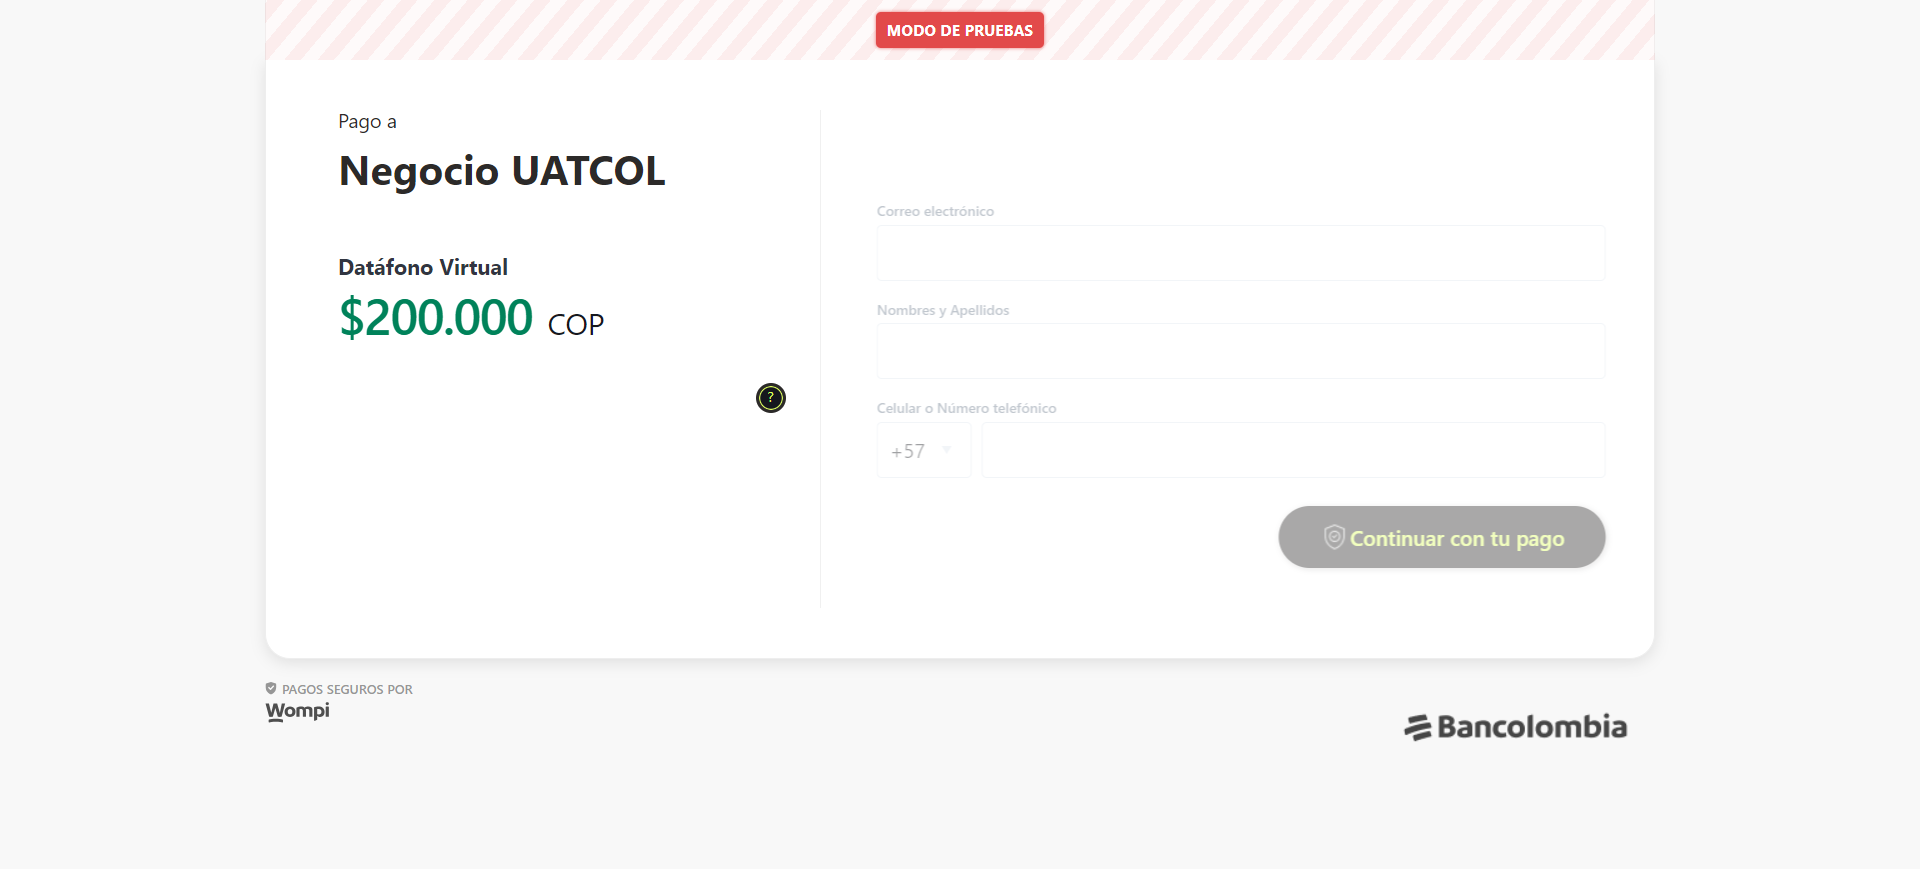 MODO DE PRUEBAS
Pago a
Negocio UATCOL
Datáfono Virtual
$200.000 COP
?
Correo electrónico
Nombres y Apellidos
Celular o Número telefónico
+57
Continuar con tu pago
PAGOS SEGUROS POR
Wompi
Bancolombia